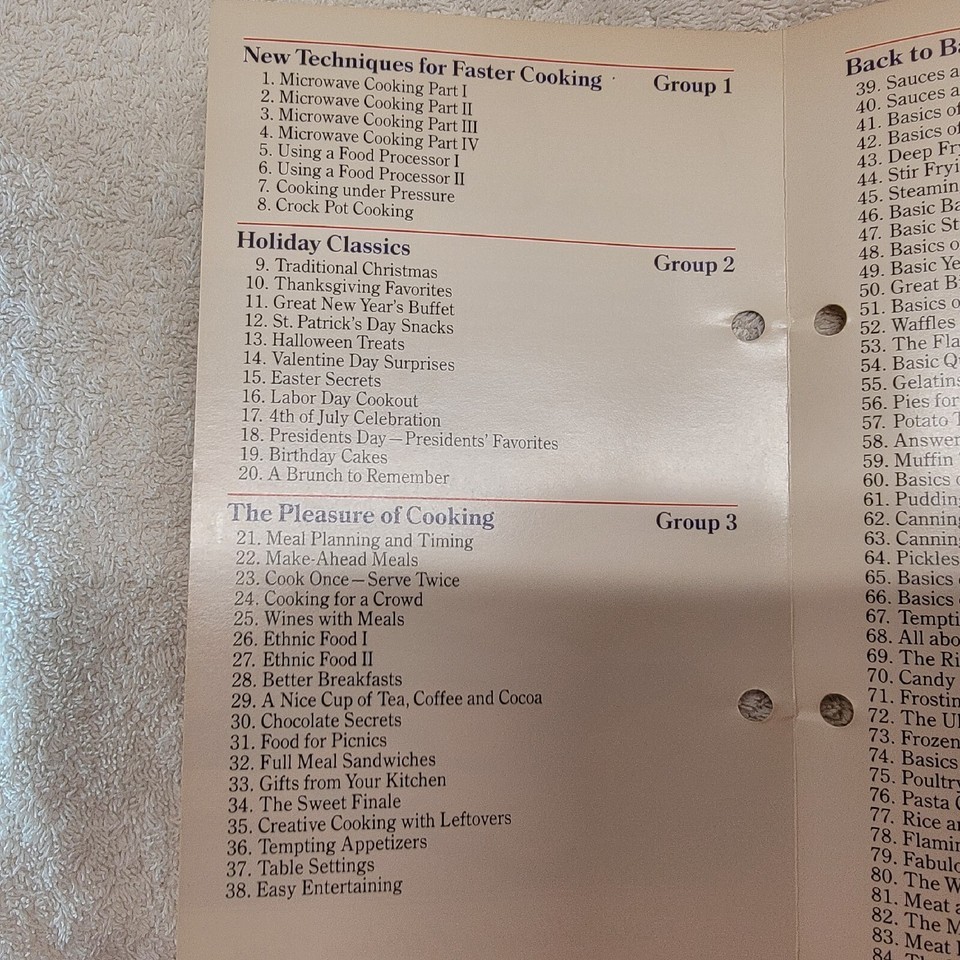 New Techniques for Faster Cooking Group 1
1. Microwave Cooking Part I
2. Microwave Cooking Part II
3. Microwave Cooking Part III
4. Microwave Cooking Part IV
5. Using a Food Processor I
6. Using a Food Processor II
7. Cooking under Pressure
8. Crock Pot Cooking
Holiday Classics Group 2
9. Traditional Christmas
10. Thanksgiving Favorites
11. Great New Year's Buffet
12. St. Patrick's Day Snacks
13. Halloween Treats
14. Valentine Day Surprises
15. Easter Secrets
16. Labor Day Cookout
17. 4th of July Celebration
18. Presidents Day—Presidents' Favorites
19. Birthday Cakes
20. A Brunch to Remember
The Pleasure of Cooking Group 3
21. Meal Planning and Timing
22. Make-Ahead Meals
23. Cook Once—Serve Twice
24. Cooking for a Crowd
25. Wines with Meals
26. Ethnic Food I
27. Ethnic Food II
28. Better Breakfasts
29. A Nice Cup of Tea, Coffee and Cocoa
30. Chocolate Secrets
31. Food for Picnics
32. Full Meal Sandwiches
33. Gifts from Your Kitchen
34. The Sweet Finale
35. Creative Cooking with Leftovers
36. Tempting Appetizers
37. Table Settings
38. Easy Entertaining
Back to
39. Sauces
40. Sauces
41. Basics of
42. Basics of
43. Deep
44. Stir
45.
46. Basic
47. Basic
48. Basics
49. Basic
50. Great
51. Basics
52. Waffles
53. The
54. Basic
55.
56. Pies for
57. Potato
58.
59. Muffin
60. Basics
61.
62.
63.
64. Pickles
65. Basics
66. Basics
67.
68. All
69. The
70. Candy
71.
72. The
73. Frozen
74. Basics
75.
76. Pasta
77. Rice
78.
79.
80. The
81. Meat
82. The
83. Meat
84.